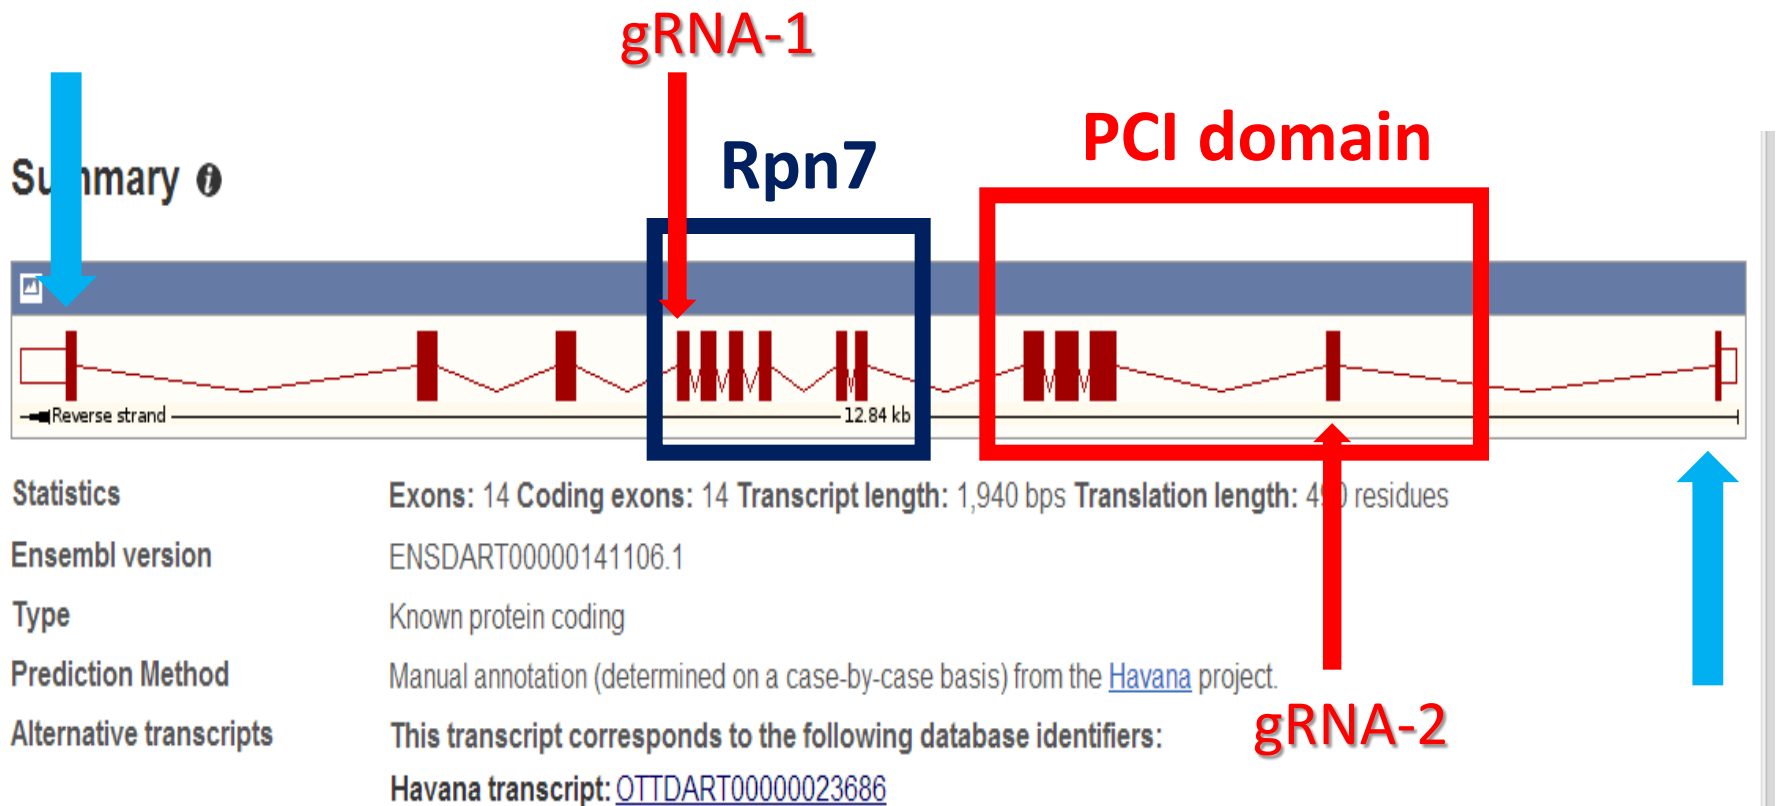 gRNA-1
PCI domain
Rpn7
Summary
Reverse strand
12.84 kb
Statistics Exons: 14 Coding exons: 14 Transcript length: 1,940 bps Translation length: residues
Ensembl version ENSDART00000141106.1
Type Known protein coding
Prediction Method Manual annotation (determined on a case-by-case basis) from the Havana project.
Alternative transcripts This transcript corresponds to the following database identifiers:
gRNA-2
Havana transcript: OTTDART00000023686